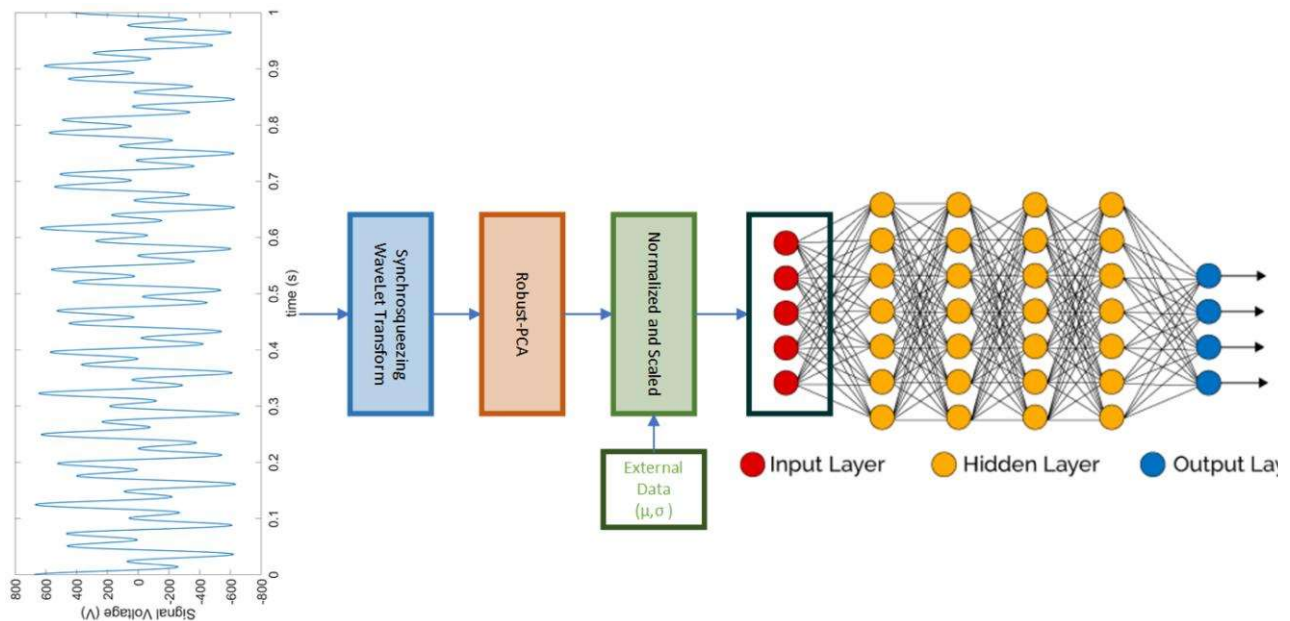 1
0.9
0.8
0.7
0.6
0.5
0.4
0.3
0.2
0.1
0
time (s)
800
600
400
200
0
-200
-400
-600
-800
Signal Voltage (V)
Synchrosqueezing
WaveLet Transform
Robust-PCA
Normalized and Scaled
External
Data
(μ,σ )
Input Layer
Hidden Layer
Output La